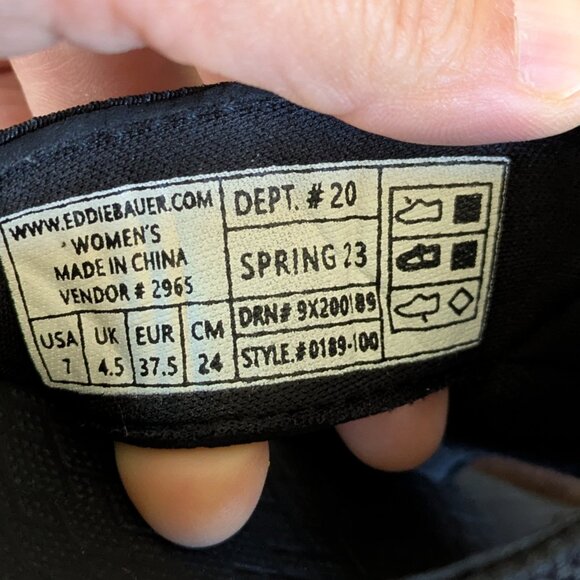 WWW.EDDIEBAUER.COM
WOMEN'S
MADE IN CHINA
VENDOR # 2965
USA UK EUR CM
7 4.5 37.5 24
DEPT. # 20
SPRING 23
DRN# 9X200189
STYLE.#0189-100